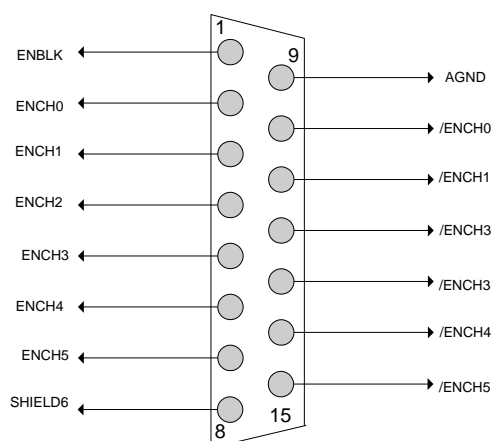 1
ENBLK
9
AGND
ENCH0
/ENCH0
ENCH1
/ENCH1
ENCH2
/ENCH3
ENCH3
/ENCH3
ENCH4
/ENCH4
ENCH5
/ENCH5
SHIELD6
15
8